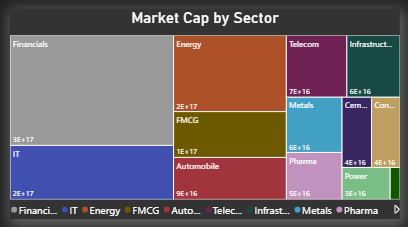 Market Cap by Sector
Financials
3E+17
IT
2E+17
Energy
2E+17
FMCG
1E+17
Automobile
9E+16
Telecom
7E+16
Infrastruct...
6E+16
Metals
6E+16
Pharma
5E+16
Cem...
4E+16
Con...
4E+16
Power
3E+16
Financi... IT Energy FMCG Auto... Telec... Infrast... Metals Pharma